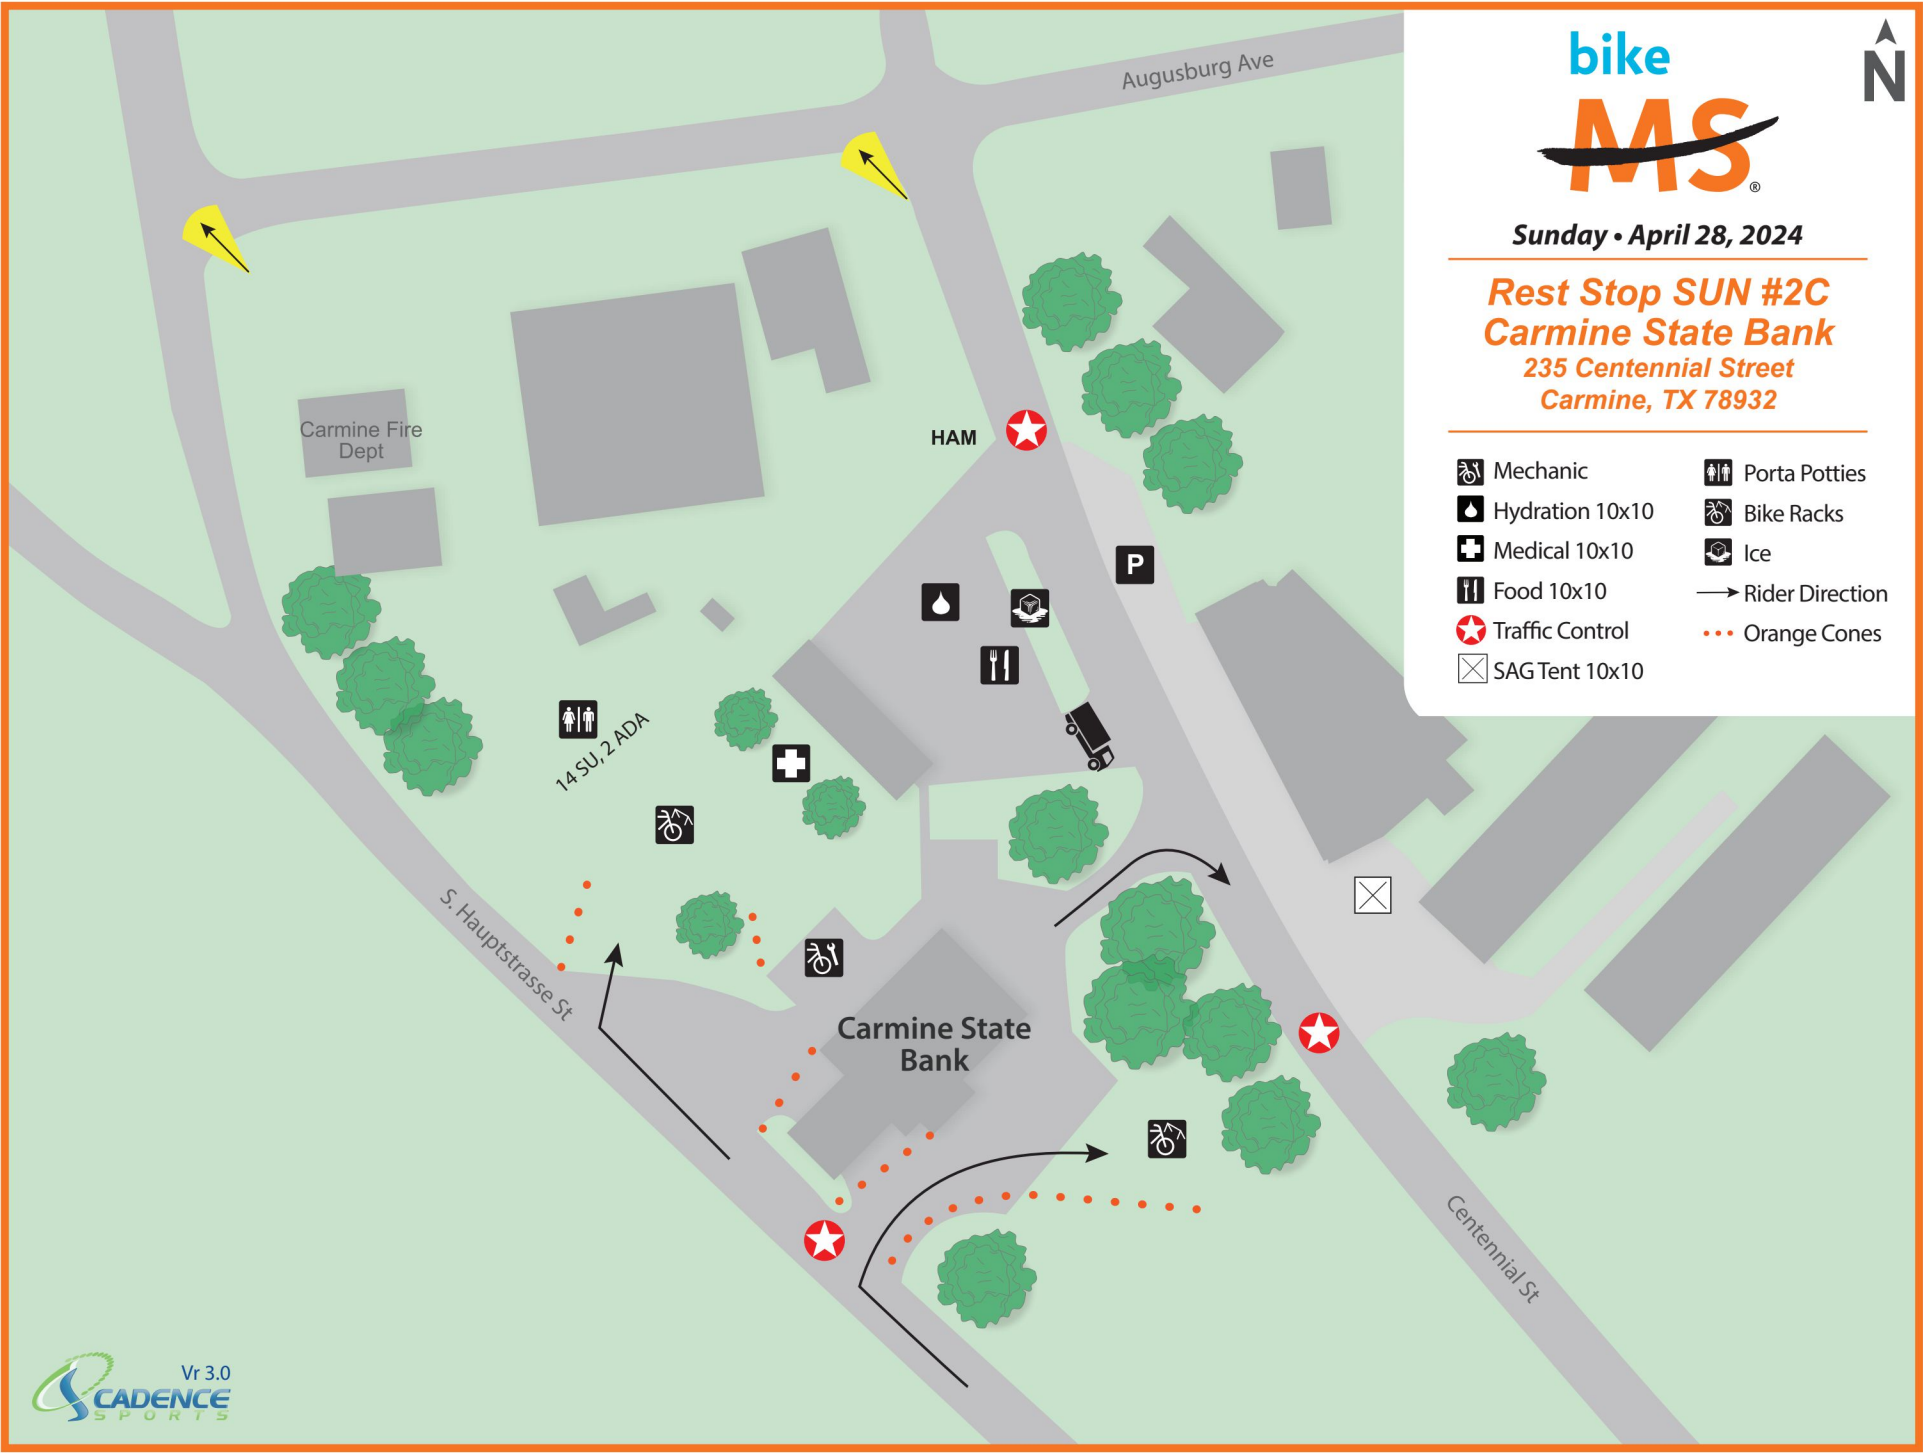 bike
MS®
N
Sunday • April 28, 2024
Rest Stop SUN #2C
Carmine State Bank
235 Centennial Street
Carmine, TX 78932
Mechanic
Hydration 10x10
Medical 10x10
Food 10x10
Traffic Control
SAG Tent 10x10
Porta Potties
Bike Racks
Ice
Rider Direction
Orange Cones
Augusburg Ave
Carmine Fire
Dept
HAM
P
14 SU, 2 ADA
S. Hauptstrasse St
Carmine State
Bank
Centennial St
Vr 3.0
CADENCE
SPORTS